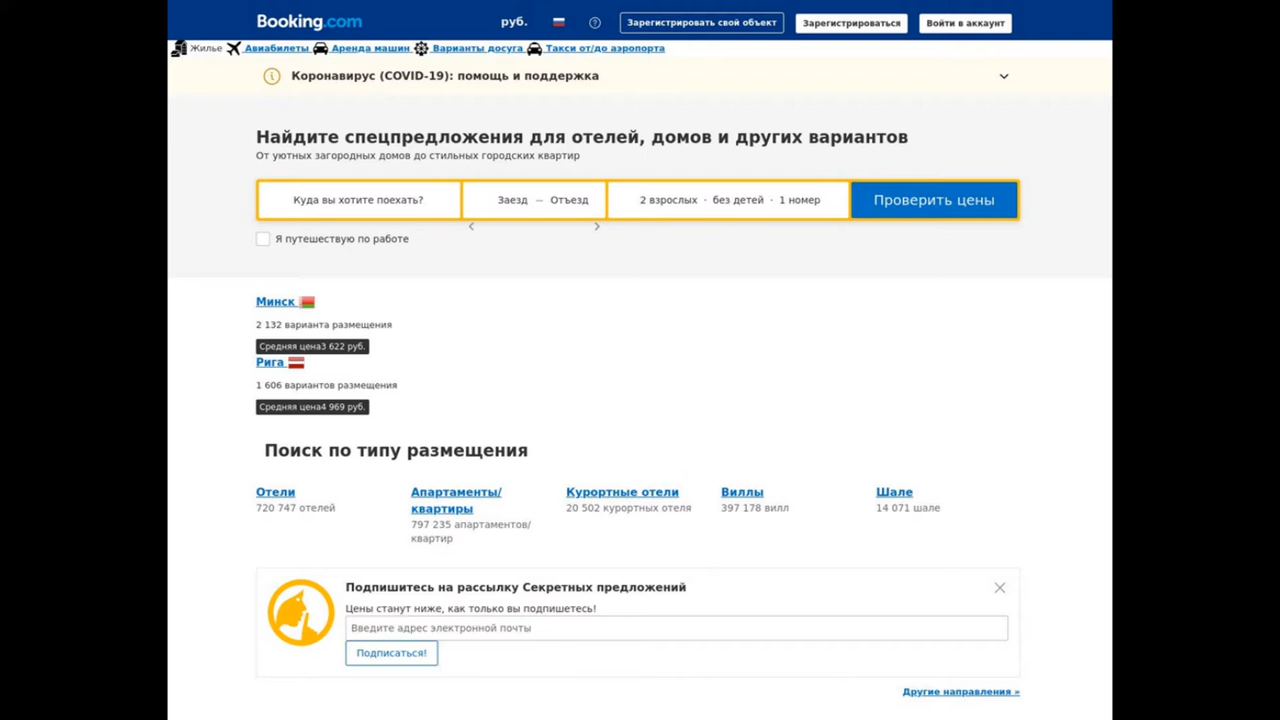 Booking.com
руб.
Зарегистрировать свой объект
Зарегистрироваться
Войти в аккаунт
Жилье Авиабилеты Аренда машин Варианты досуга Такси от/до аэропорта
Коронавирус (COVID-19): помощь и поддержка
Найдите спецпредложения для отелей, домов и других вариантов
От уютных загородных домов до стильных городских квартир
Куда вы хотите поехать?
Заезд — Отъезд
2 взрослых · без детей · 1 номер
Проверить цены
Я путешествую по работе
Минск
2 132 варианта размещения
Средняя цена3 622 руб.
Рига
1 606 вариантов размещения
Средняя цена4 969 руб.
Поиск по типу размещения
Отели
720 747 отелей
Апартаменты/
квартиры
797 235 апартаментов/
квартир
Курортные отели
20 502 курортных отеля
Виллы
397 178 вилл
Шале
14 071 шале
Подпишитесь на рассылку Секретных предложений
Цены станут ниже, как только вы подпишетесь!
Введите адрес электронной почты
Подписаться!
Другие направления »